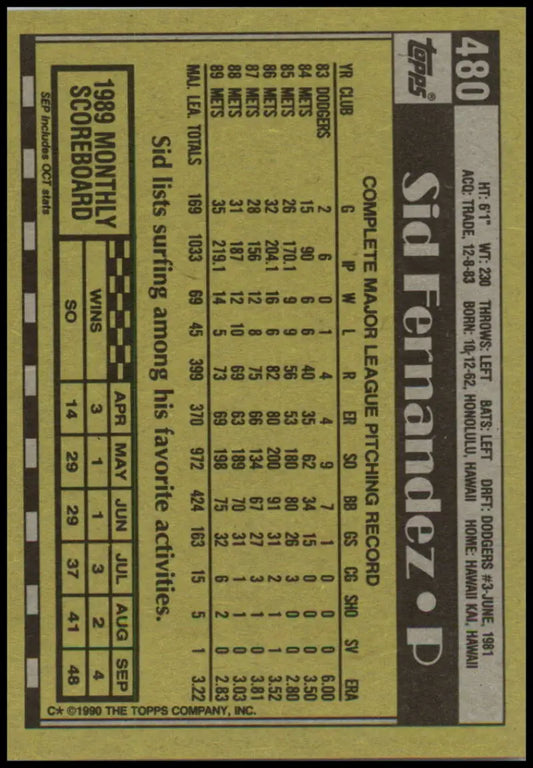 480
topps®
HT: 6'1" WT: 230 THROWS: LEFT BATS: LEFT DRFT: DODGERS #3-JUNE, 1981
ACQ: TRADE, 12-8-83 BORN: 10-12-62, HONOLULU, HAWAII HOME: HAWAII KAI, HAWAII
Sid Fernandez • P
COMPLETE MAJOR LEAGUE PITCHING RECORD
YR CLUB G IP W L R ER SO BB GS CG SHO SV ERA
83 DODGERS 2 6 0 1 4 4 9 7 1 0 0 0 6.00
84 METS 15 90 6 6 40 35 62 34 15 0 0 0 3.50
85 METS 26 170.1 9 9 56 53 180 80 26 3 0 0 2.80
86 METS 32 204.1 16 6 82 80 200 91 31 2 1 1 3.52
87 METS 28 156 12 8 75 66 134 67 27 3 1 0 3.81
88 METS 31 187 12 10 69 63 189 70 31 1 1 0 3.03
89 METS 35 219.1 14 5 73 69 198 75 32 6 2 0 2.83
MAJ. LEA. TOTALS 169 1033 69 45 399 370 972 424 163 15 5 1 3.22
Sid lists surfing among his favorite activities.
1989 MONTHLY
SCOREBOARD
APR MAY JUN JUL AUG SEP
WINS 3 1 1 3 2 4
SO 14 29 29 37 41 48
SEP includes OCT stats
C* ©1990 THE TOPPS COMPANY, INC.